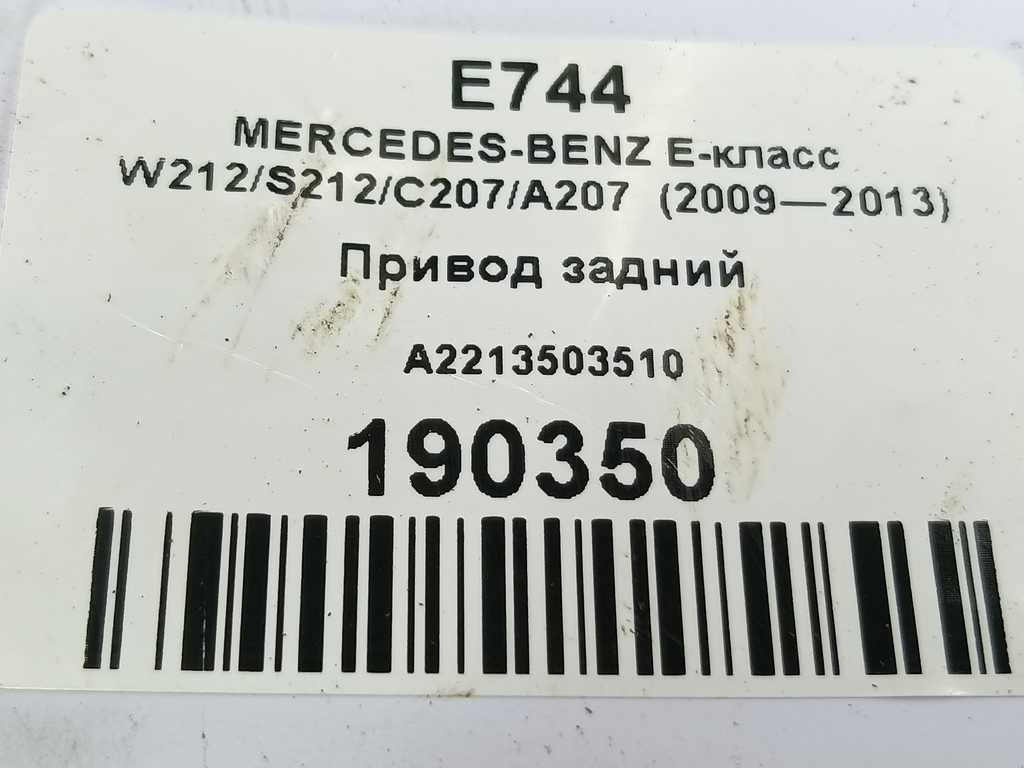 E744
MERCEDES-BENZ E-класс
W212/S212/C207/A207 (2009—2013)
Привод задний
A2213503510
190350